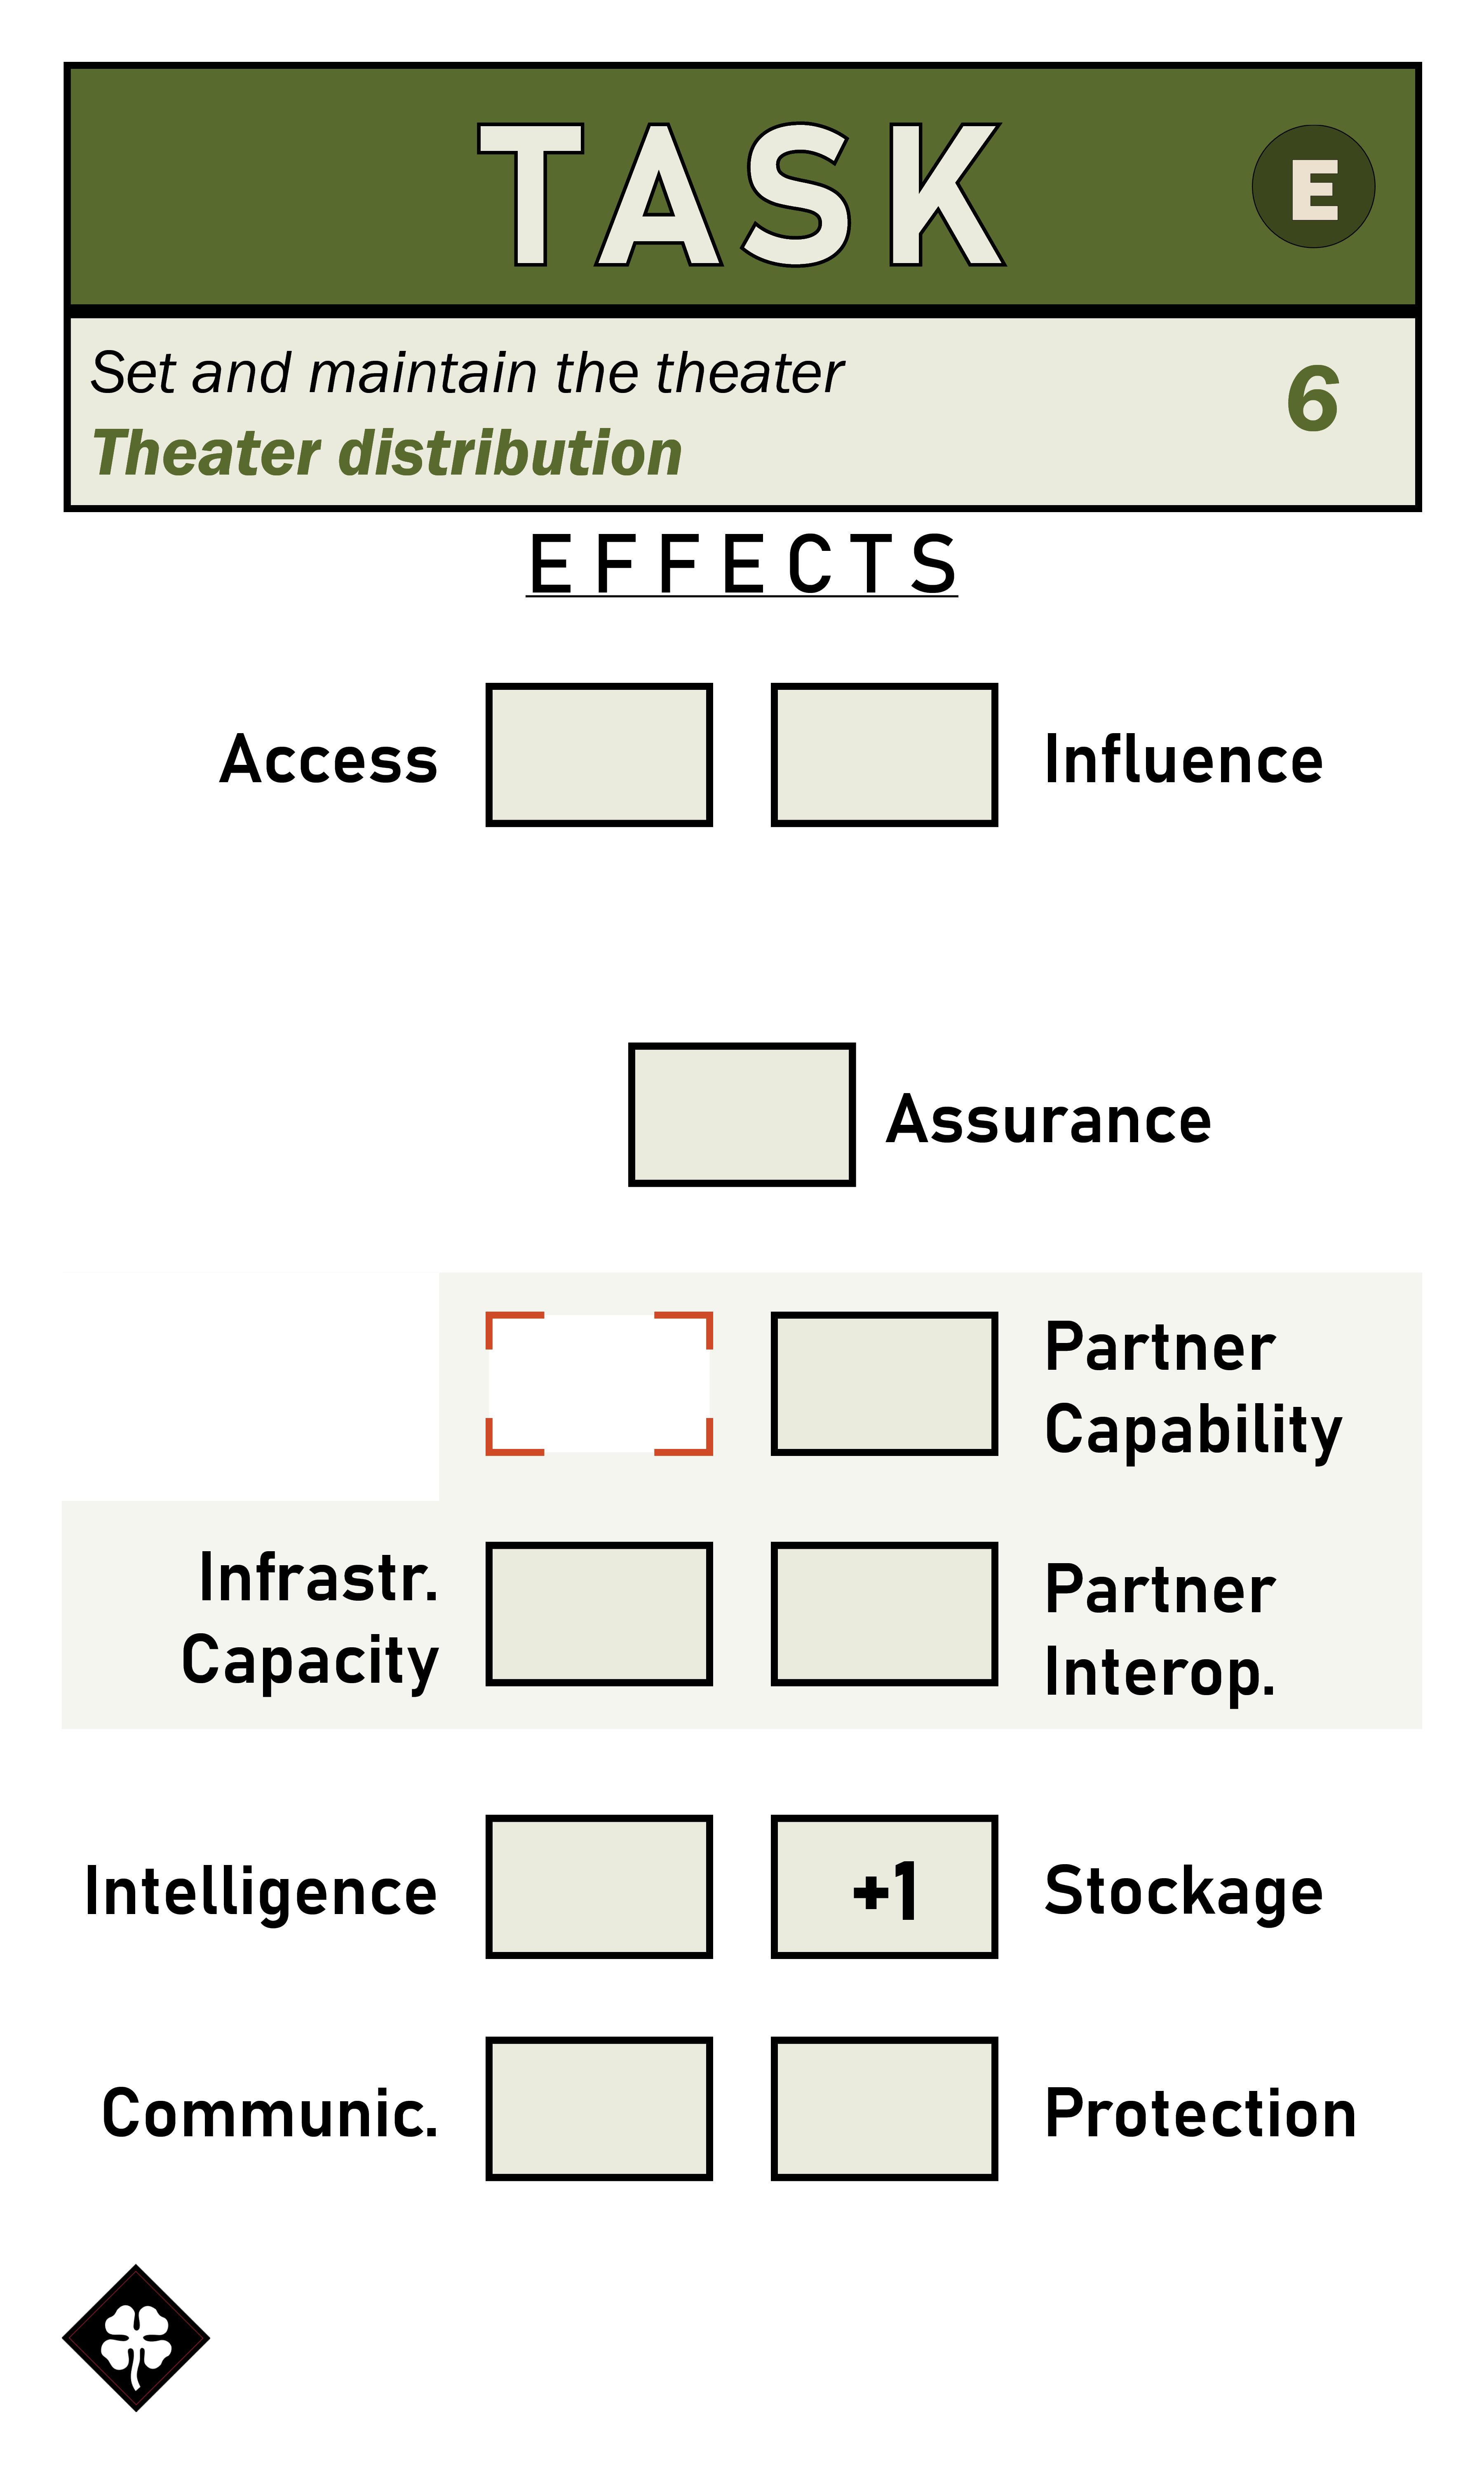 TASK
E
Set and maintain the theater
6
Theater distribution
EFFECTS
Access
Influence
Assurance
Partner
Capability
Infrastr.
Capacity
Partner
Interop.
Intelligence
+1
Stockage
Communic.
Protection